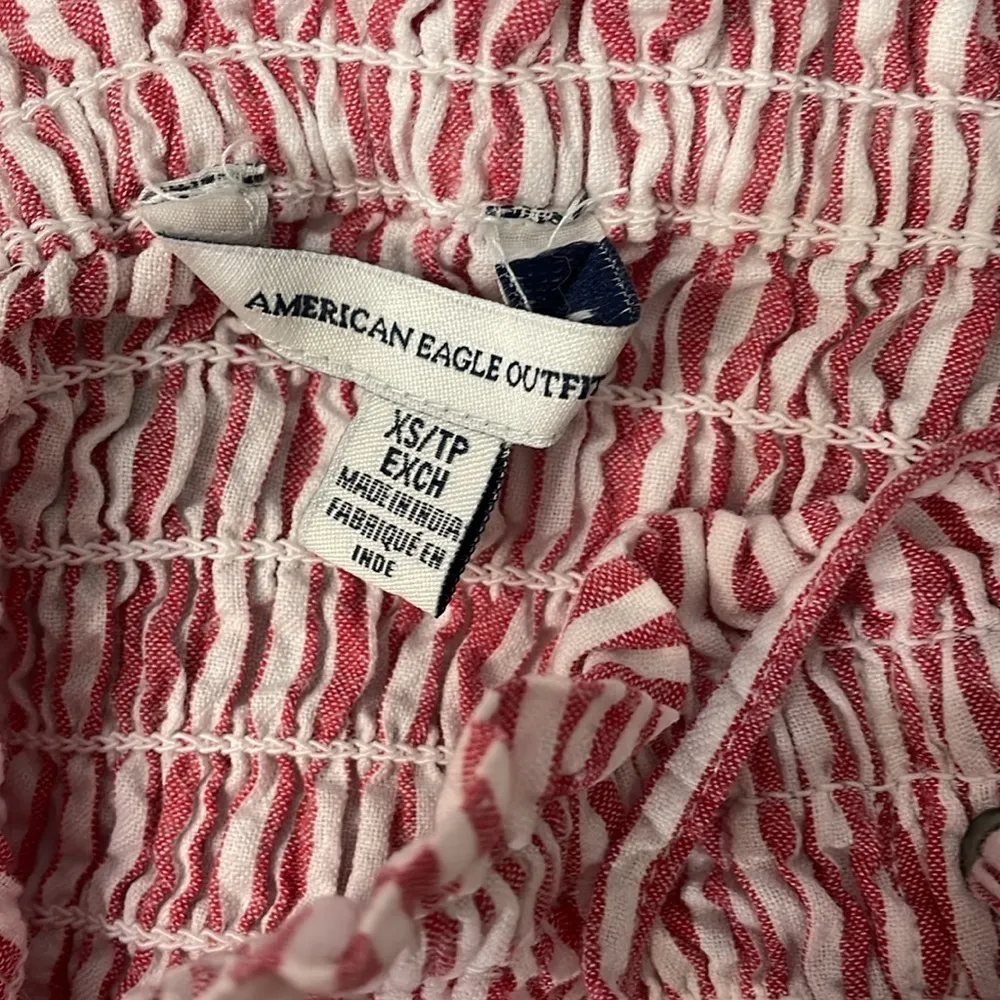 AMERICAN EAGLE OUTFIT
XS/TP
EXCH
MADE IN INDIA
FABRIQUÉ EN
INDE